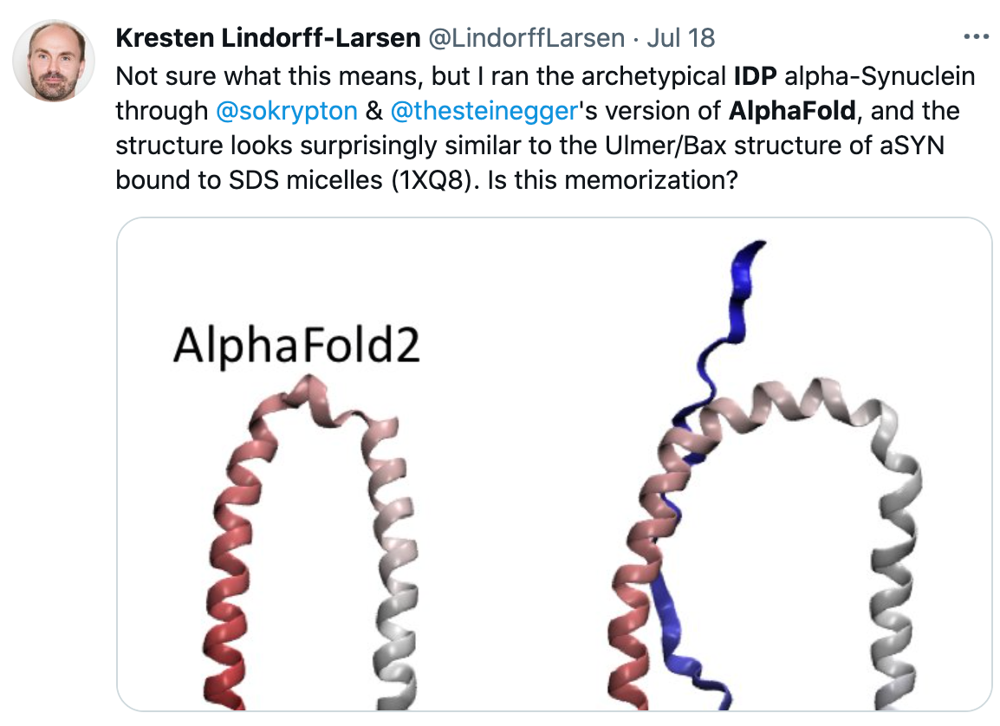 Kresten Lindorff-Larsen @LindorffLarsen · Jul 18
Not sure what this means, but I ran the archetypical IDP alpha-Synuclein
through @sokrypton & @thesteinegger's version of AlphaFold, and the
structure looks surprisingly similar to the Ulmer/Bax structure of aSYN
bound to SDS micelles (1XQ8). Is this memorization?
AlphaFold2